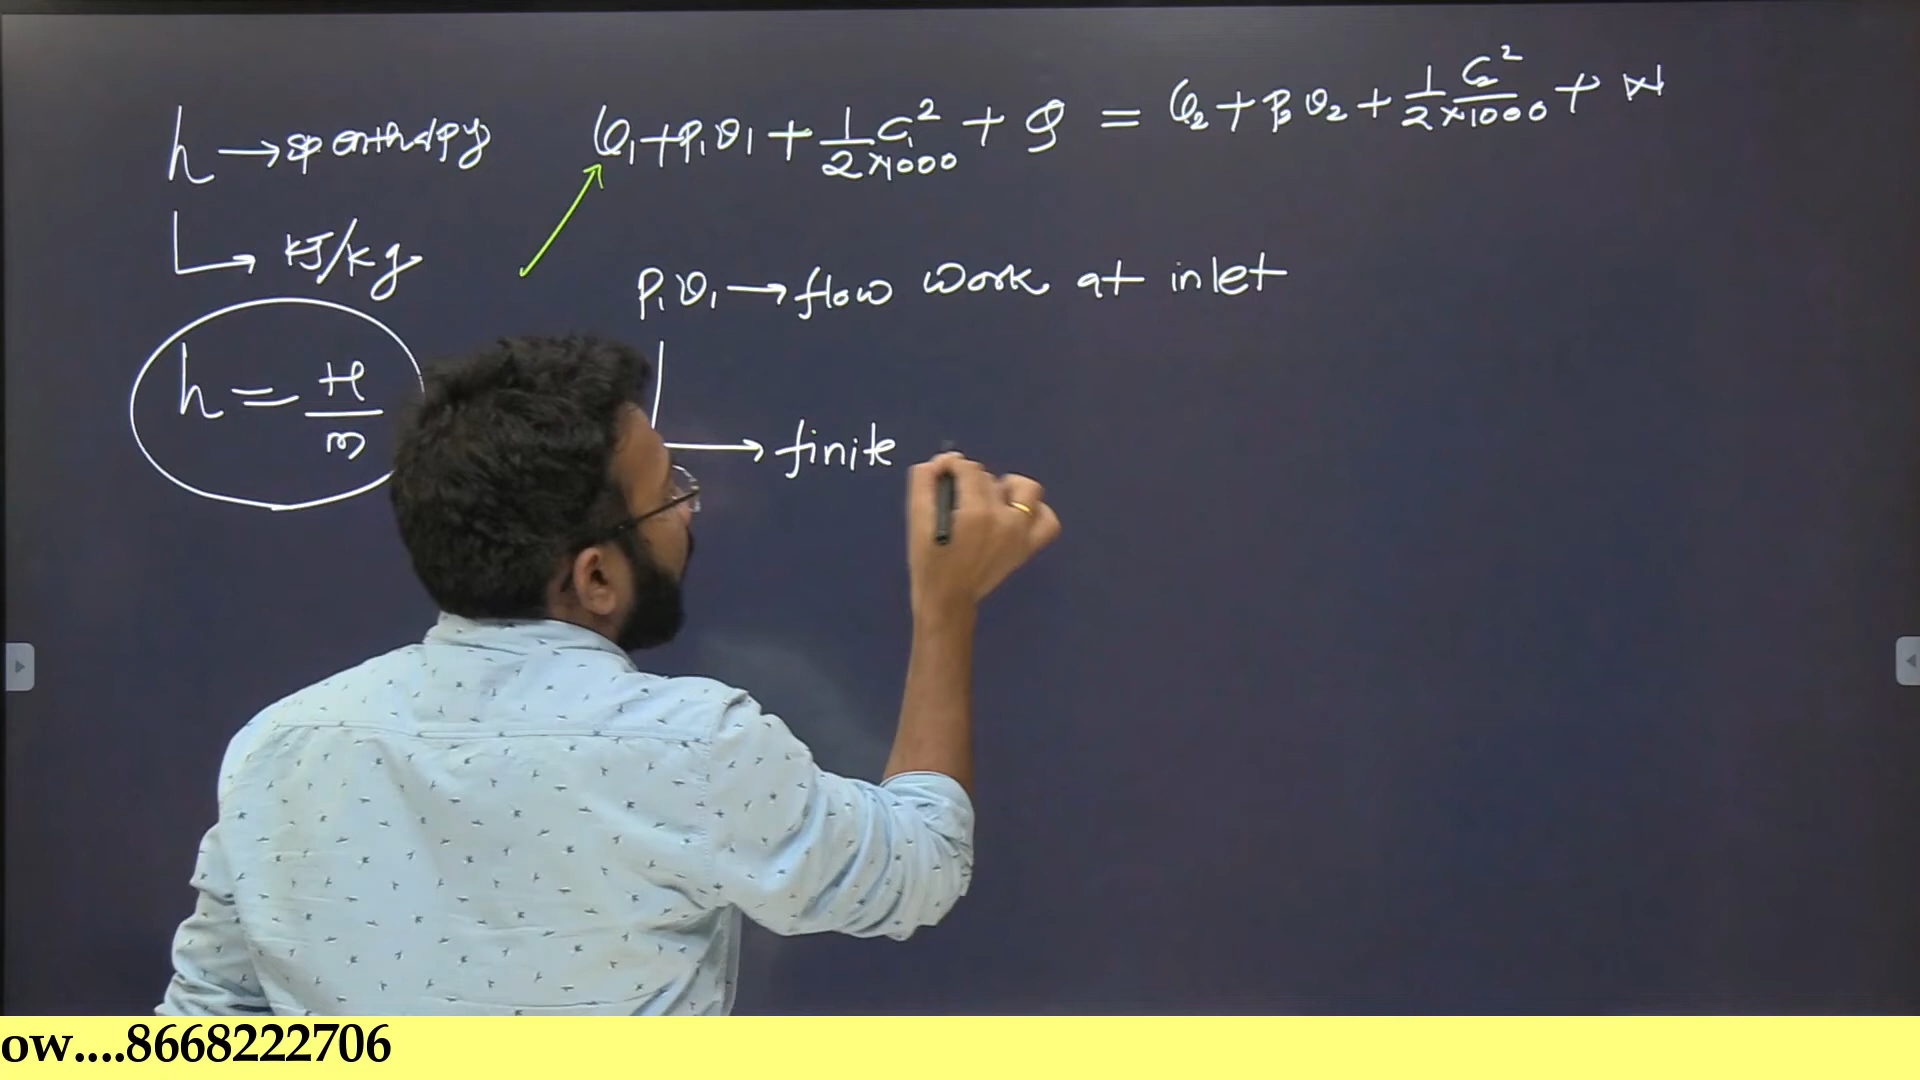 h → sp enthalpy
U₁ + p₁v₁ + 1/2×1000 C₁² + Q = U₂ + p₂v₂ + 1/2 C₂²/×1000 + W
→ kJ/kg
p₁v₁ → flow work at inlet
h = H/m
→ finite
ow....8668222706